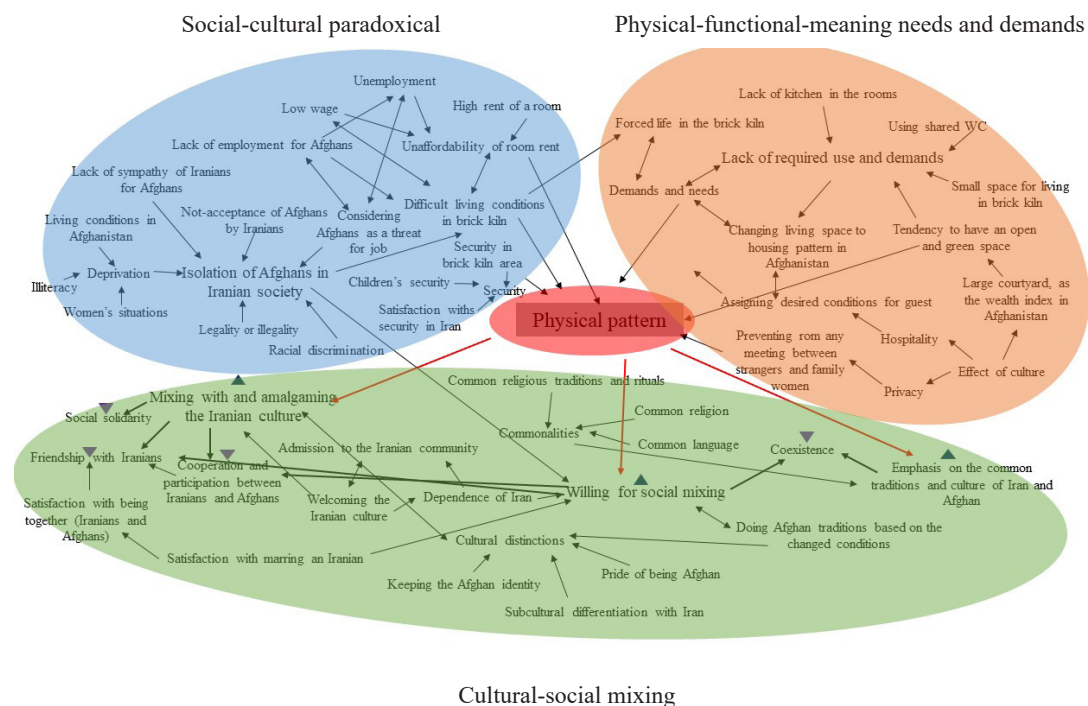 Social-cultural paradoxical
Physical-functional-meaning needs and demands
Unemployment
Low wage
High rent of a room
Lack of employment for Afghans
Unaffordability of room rent
Lack of sympathy of Iranians
for Afghans
Living conditions in
Afghanistan
Not-acceptance of Afghans
by Iranians
Considering
Afghans as a threat
for job
Difficult living conditions
in brick kiln
Security in
brick kiln area
Deprivation
Isolation of Afghans in
Iranian society
Children's security
Security
Illiteracy
Women's situations
Satisfaction withs
security in Iran
Legality or illegality
Racial discrimination
Lack of kitchen in the rooms
Forced life in the brick kiln
Using shared WC
Lack of required use and demands
Demands and needs
Small space for living
in brick kiln
Changing living space to
housing pattern in
Afghanistan
Tendency to have an open
and green space
Assigning desired conditions for guest
Large courtyard, as
the wealth index in
Afghanistan
Preventing rom any
meeting between
strangers and family
women
Hospitality
Privacy
Effect of culture
Physical pattern
Mixing with and amalgaming
the Iranian culture
Social solidarity
Common religious traditions and rituals
Common religion
Commonalities
Common language
Coexistence
Friendship with Iranians
Cooperation and
participation between
Iranians and Afghans
Admission to the Iranian community
Welcoming the
Iranian culture
Dependence of Iran
Willing for social mixing
Emphasis on the common
traditions and culture of Iran and
Afghan
Satisfaction with being
together (Iranians and
Afghans)
Satisfaction with marring an Iranian
Cultural distinctions
Doing Afghan traditions based on the
changed conditions
Keeping the Afghan identity
Pride of being Afghan
Subcultural differentiation with Iran
Cultural-social mixing